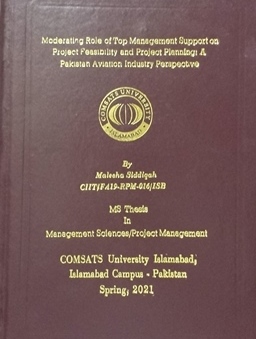 Moderating Role of Top Management Support on
Project Feasibility and Project Planning: A
Pakistan Aviation Industry Perspective
COMSATS UNIVERSITY
ISLAMABAD
By
Maleeha Siddiqah
CIIT/FA19-RPM-016/ISB
MS Thesis
In
Management Sciences/Project Management
COMSATS University Islamabad,
Islamabad Campus - Pakistan
Spring, 2021